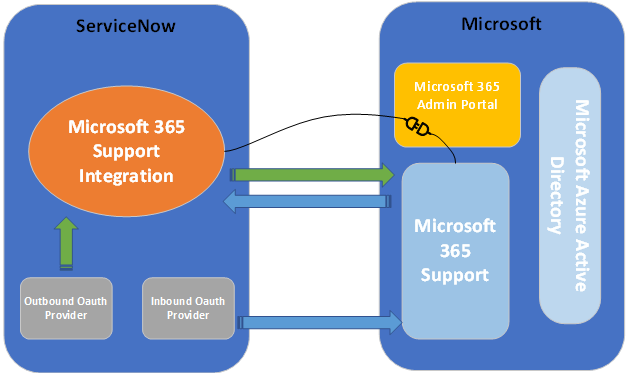 ServiceNow
Microsoft 365
Support
Integration
Outbound Oauth
Provider
Inbound Oauth
Provider
Microsoft
Microsoft 365
Admin Portal
Microsoft
365
Support
Microsoft Azure Active
Directory